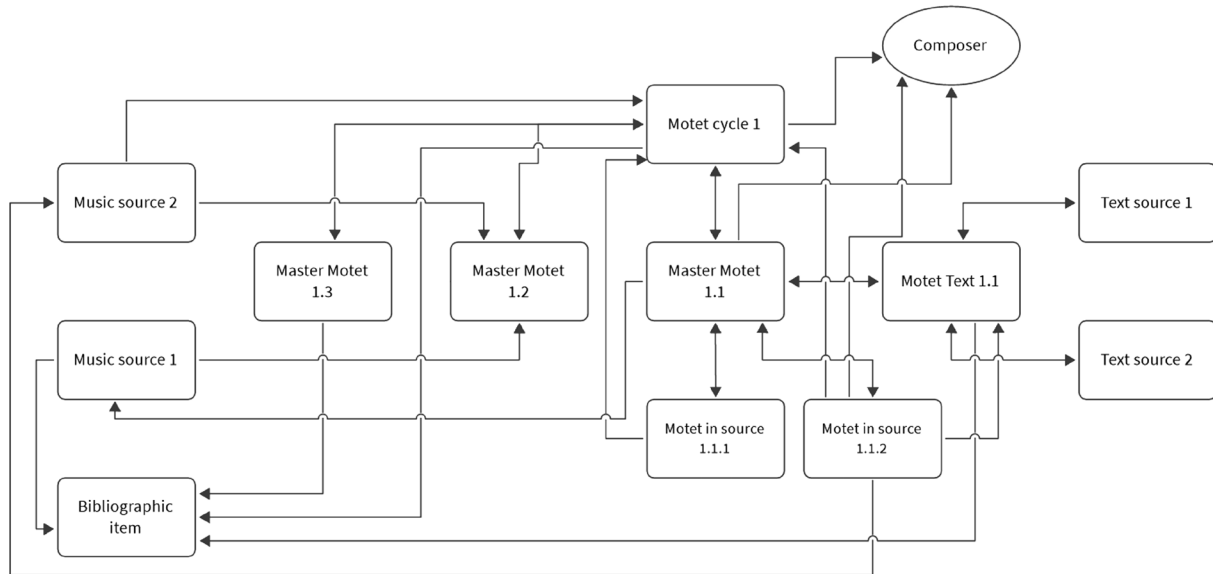 Composer
Motet cycle 1
Music source 2
Text source 1
Master Motet
1.3
Master Motet
1.2
Master Motet
1.1
Motet Text 1.1
Music source 1
Text source 2
Motet in source
1.1.1
Motet in source
1.1.2
Bibliographic
item